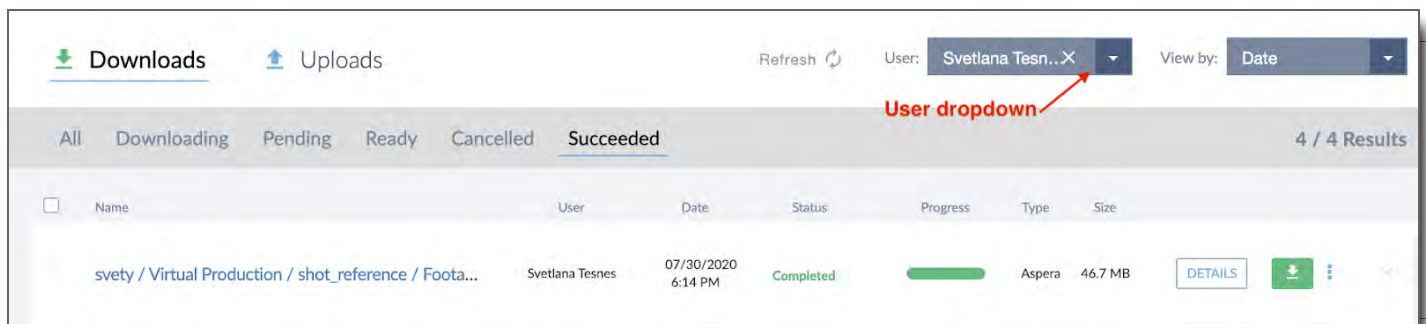 Downloads Uploads Refresh User: Svetlana Tesn..X View by: Date
User dropdown
All Downloading Pending Ready Cancelled Succeeded 4 / 4 Results
Name User Date Status Progress Type Size
svety / Virtual Production / shot_reference / Foota... Svetlana Tesnes 07/30/2020 Completed Aspera 46.7 MB DETAILS
6:14 PM